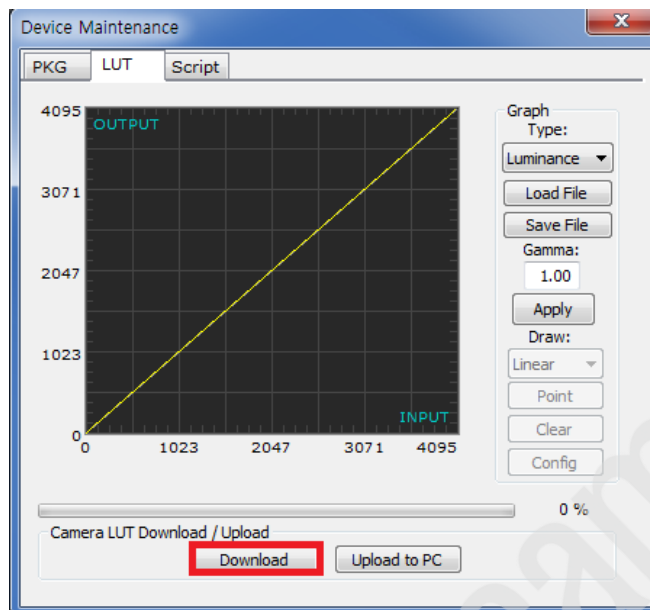 Device Maintenance
x
PKG LUT Script
4095
OUTPUT
3071
2047
1023
INPUT
0
0 1023 2047 3071 4095
Graph
Type:
Luminance
Load File
Save File
Gamma:
1.00
Apply
Draw:
Linear
Point
Clear
Config
0 %
Camera LUT Download / Upload
Download Upload to PC